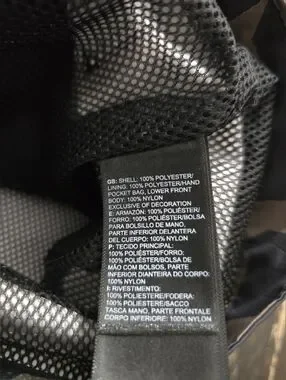 GB: SHELL: 100% POLYESTER/
LINING: 100% POLYESTER/HAND
POCKET BAG, LOWER FRONT
BODY: 100% NYLON
EXCLUSIVE OF DECORATION
E: ARMAZON: 100% POLIÉSTER/
FORRO: 100% POLIÉSTER/BOLSA
PARA BOLSILLO DE MANO,
PARTE INFERIOR DELANTERA
DEL CUERPO: 100% NYLON
P: TECIDO PRINCIPAL:
100% POLIÉSTER/FORRO:
100% POLIÉSTER/BOLSA DE
MÃO COM BOLSOS, PARTE
INFERIOR DIANTEIRA DO CORPO:
100% NYLON
I: RIVESTIMENTO:
100% POLIESTERE/FODERA:
100% POLIESTERE/SACCO
TASCA MANO, PARTE FRONTALE
CORPO INFERIORE: 100% NYLON